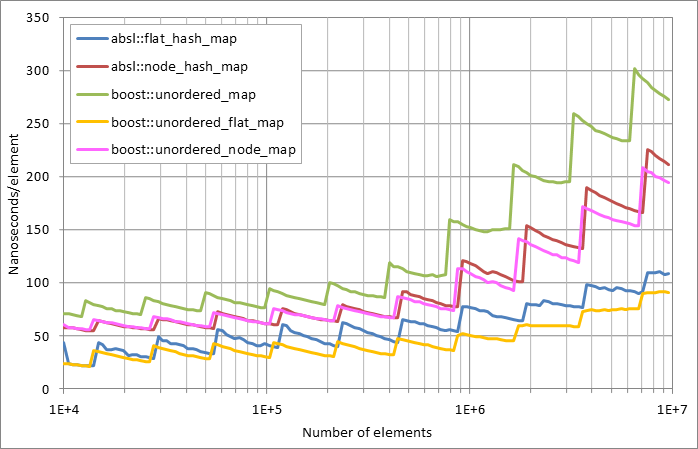 350
300
250
200
150
100
50
0
Nanoseconds/element
absl::flat_hash_map
absl::node_hash_map
boost::unordered_map
boost::unordered_flat_map
boost::unordered_node_map
1E+4
1E+5
1E+6
1E+7
Number of elements